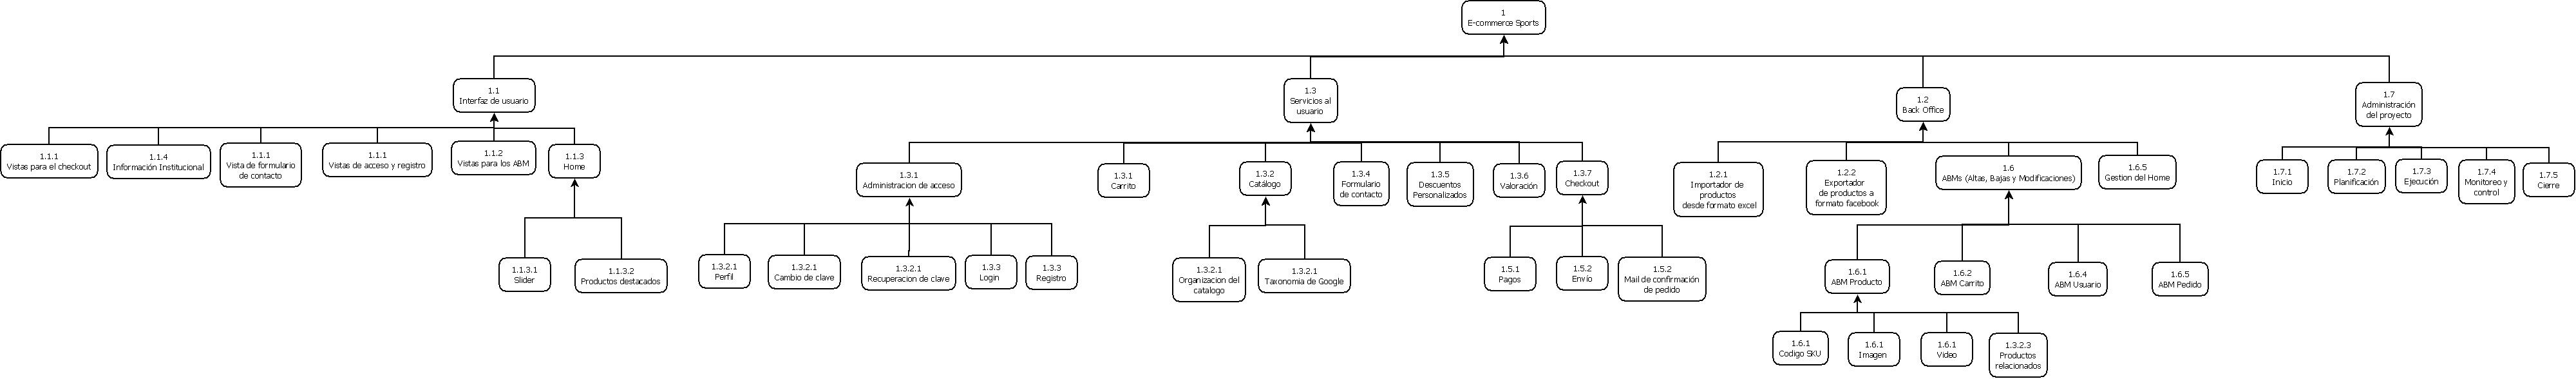 1
E-commerce Sports
1.1
Interfaz de usuario
1.3
Servicios al
usuario
1.2
Back Office
1.7
Administración
del proyecto
1.1.1
Vistas para el checkout
1.1.4
Información Institucional
1.1.1
Vista de formulario
de contacto
1.1.1
Vistas de acceso y registro
1.1.2
Vistas para los ABM
1.1.3
Home
1.3.1
Administracion de acceso
1.3.1
Carrito
1.3.2
Catálogo
1.3.4
Formulario
de contacto
1.3.5
Descuentos
Personalizados
1.3.6
Valoración
1.3.7
Checkout
1.2.1
Importador de
productos
desde formato excel
1.2.2
Exportador
de productos a
formato facebook
1.6
ABMs (Altas, Bajas y Modificaciones)
1.6.5
Gestion del Home
1.7.1
Inicio
1.7.2
Planificación
1.7.3
Ejecución
1.7.4
Monitoreo y
control
1.7.5
Cierre
1.1.3.1
Slider
1.1.3.2
Productos destacados
1.3.2.1
Perfil
1.3.2.1
Cambio de clave
1.3.2.1
Recuperacion de clave
1.3.3
Login
1.3.3
Registro
1.3.2.1
Organizacion del
catalogo
1.3.2.1
Taxonomia de Google
1.5.1
Pagos
1.5.2
Envío
1.5.2
Mail de confirmación
de pedido
1.6.1
ABM Producto
1.6.2
ABM Carrito
1.6.4
ABM Usuario
1.6.5
ABM Pedido
1.6.1
Codigo SKU
1.6.1
Imagen
1.6.1
Video
1.3.2.3
Productos
relacionados